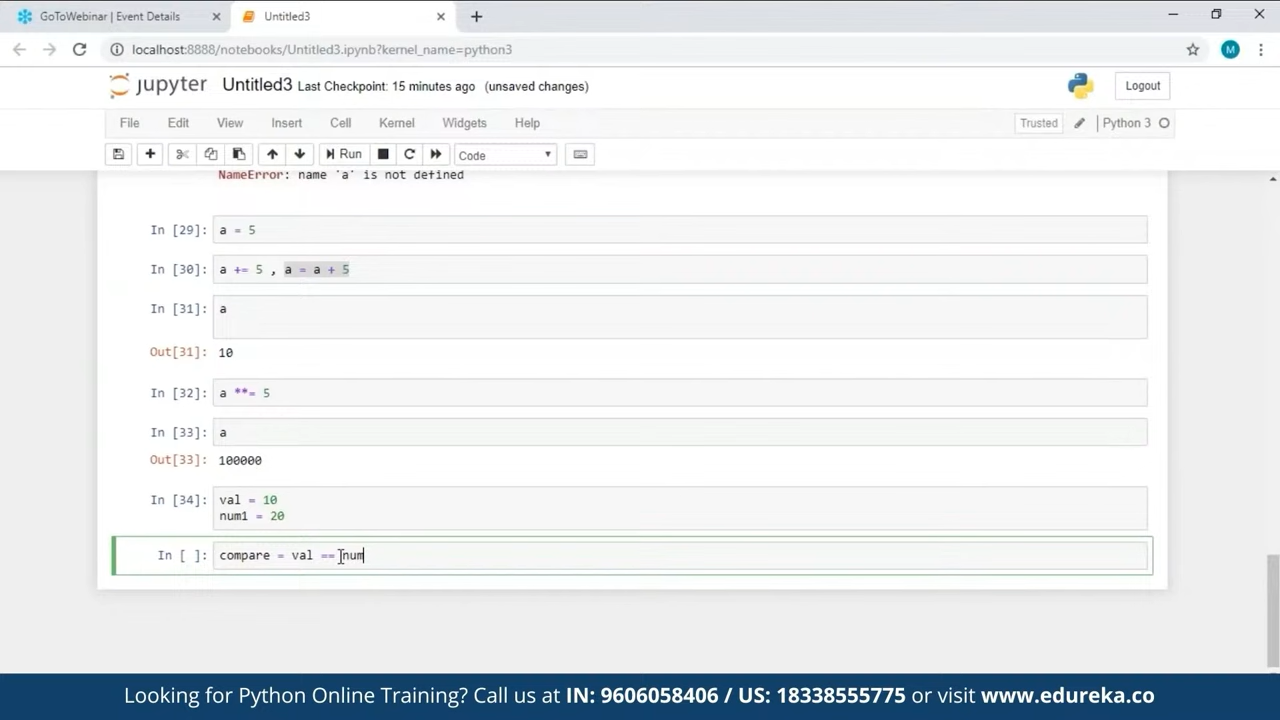 GoToWebinar | Event Details
Untitled3
localhost:8888/notebooks/Untitled3.ipynb?kernel_name=python3
M
jupyter Untitled3 Last Checkpoint: 15 minutes ago (unsaved changes)
Logout
File Edit View Insert Cell Kernel Widgets Help
Trusted
Python 3
Run
Code
NameError: name 'a' is not defined
In [29]: a = 5
In [30]: a += 5 , a = a + 5
In [31]: a
Out[31]: 10
In [32]: a **= 5
In [33]: a
Out[33]: 100000
In [34]: val = 10
num1 = 20
In [ ]: compare = val == num
Looking for Python Online Training? Call us at IN: 9606058406 / US: 18338555775 or visit www.edureka.co